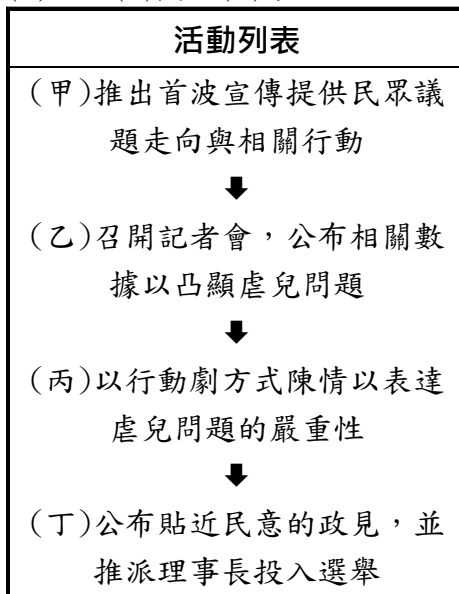 活動列表
(甲)推出首波宣傳提供民眾議
題走向與相關行動
⬇
(乙)召開記者會，公布相關數
據以凸顯虐兒問題
⬇
(丙)以行動劇方式陳情以表達
虐兒問題的嚴重性
⬇
(丁)公布貼近民意的政見，並
推派理事長投入選舉